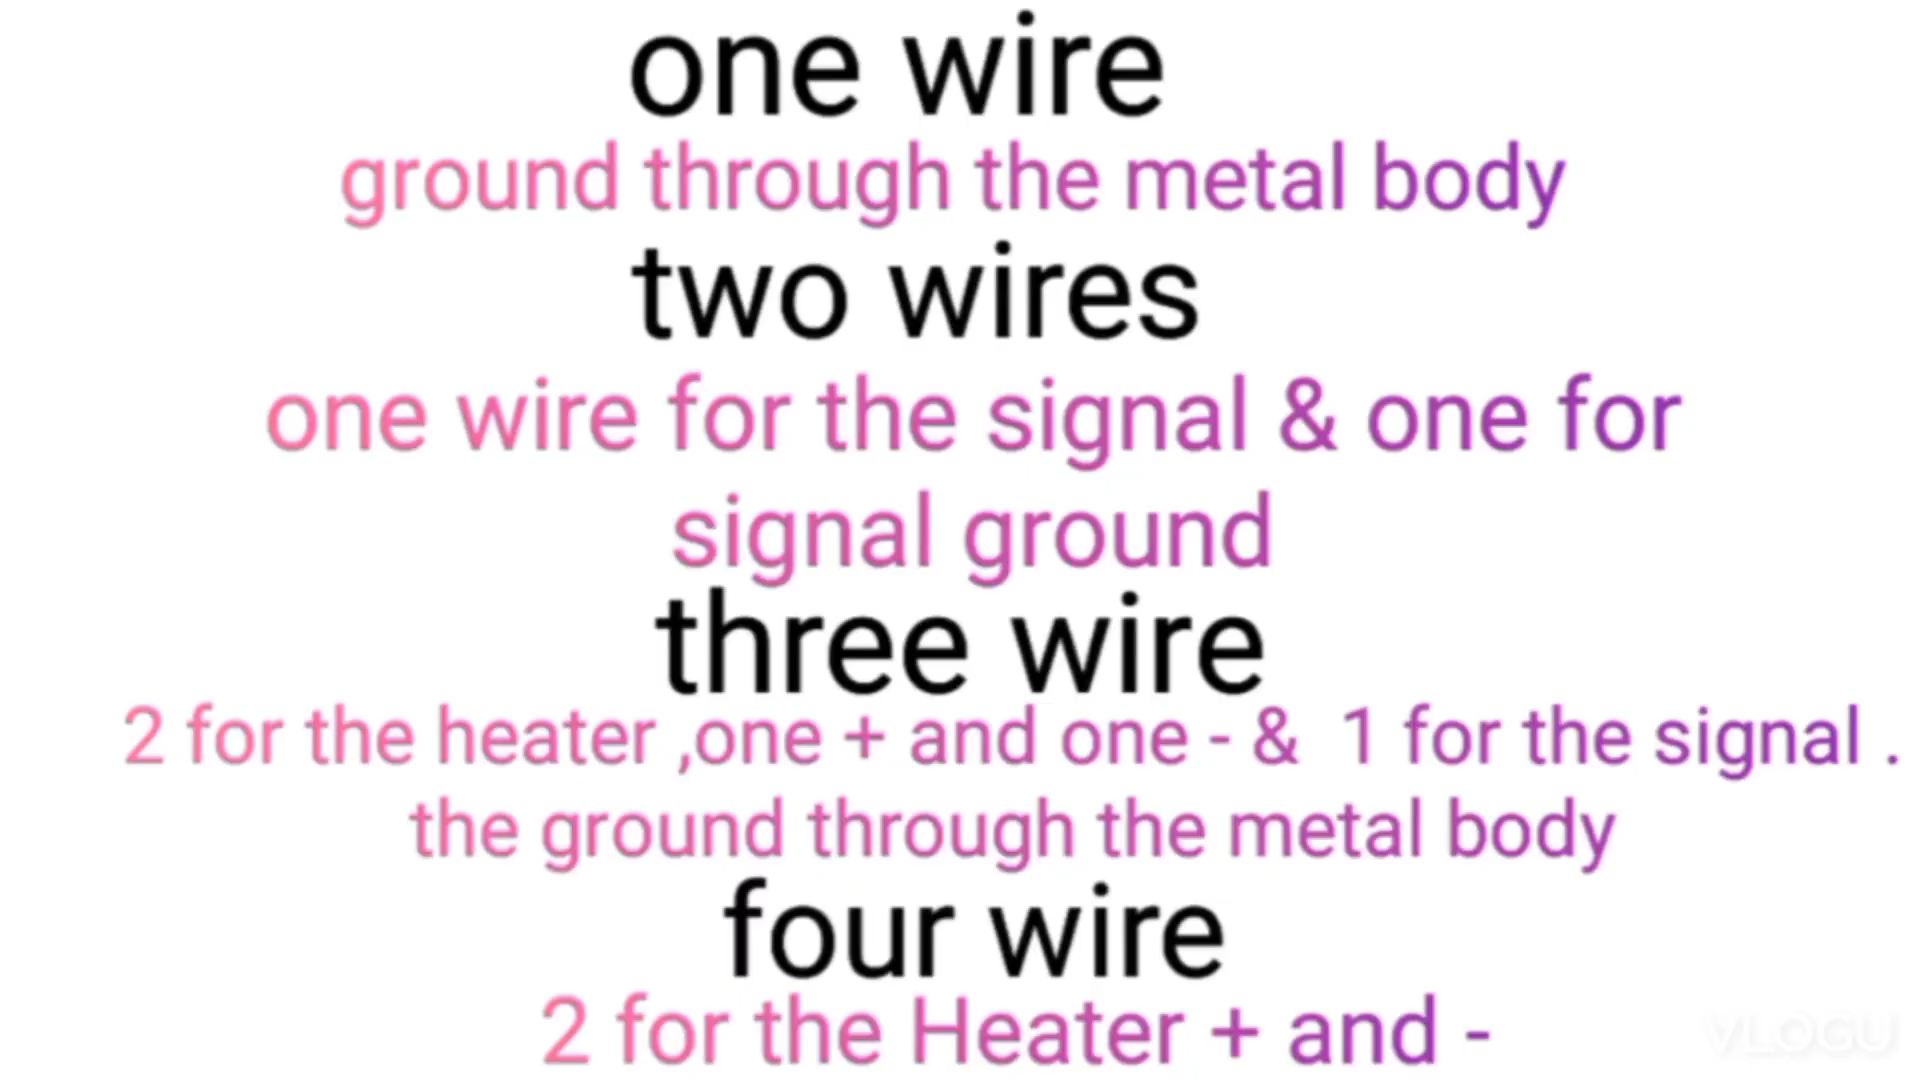 one wire
ground through the metal body
two wires
one wire for the signal & one for
signal ground
three wire
2 for the heater ,one + and one - &  1 for the signal .
the ground through the metal body
four wire
2 for the Heater + and -
VLOGU